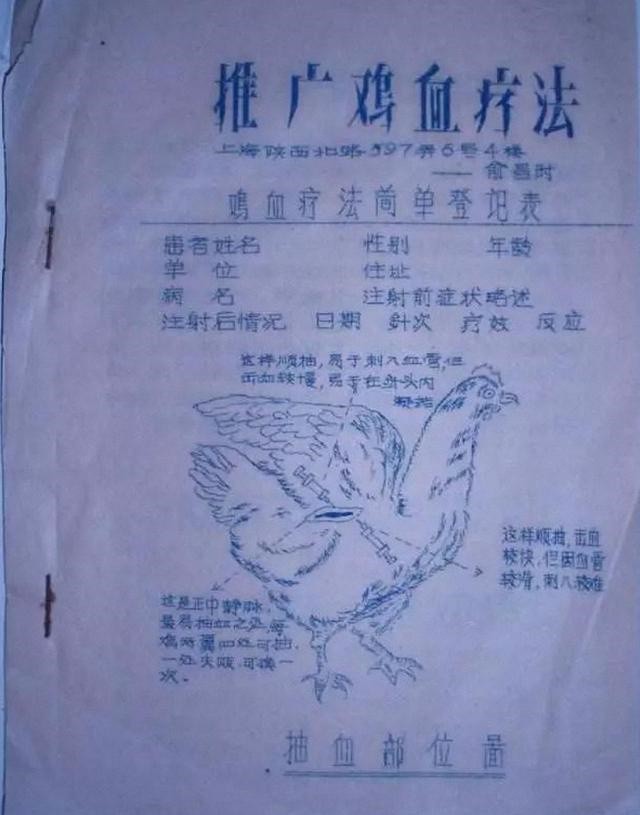 推广鸡血疗法
上海陕西北路397弄6号4楼
——俞昌时
鸡血疗法简单登记表
患者姓名 性别 年龄
单位 住址
病名 注射前症状略述
注射后情况 日期 针次 疗效 反应
这样顺抽,易于刺入血管,但
击血较慢,易于在针头内
凝结
这样顺抽,击血
较快,但因血管
较滑,刺入较难
这是正中静脉,
最易抽血之处,每
鸡两翼四处可抽,
一处失败,可换一
次。
抽血部位图